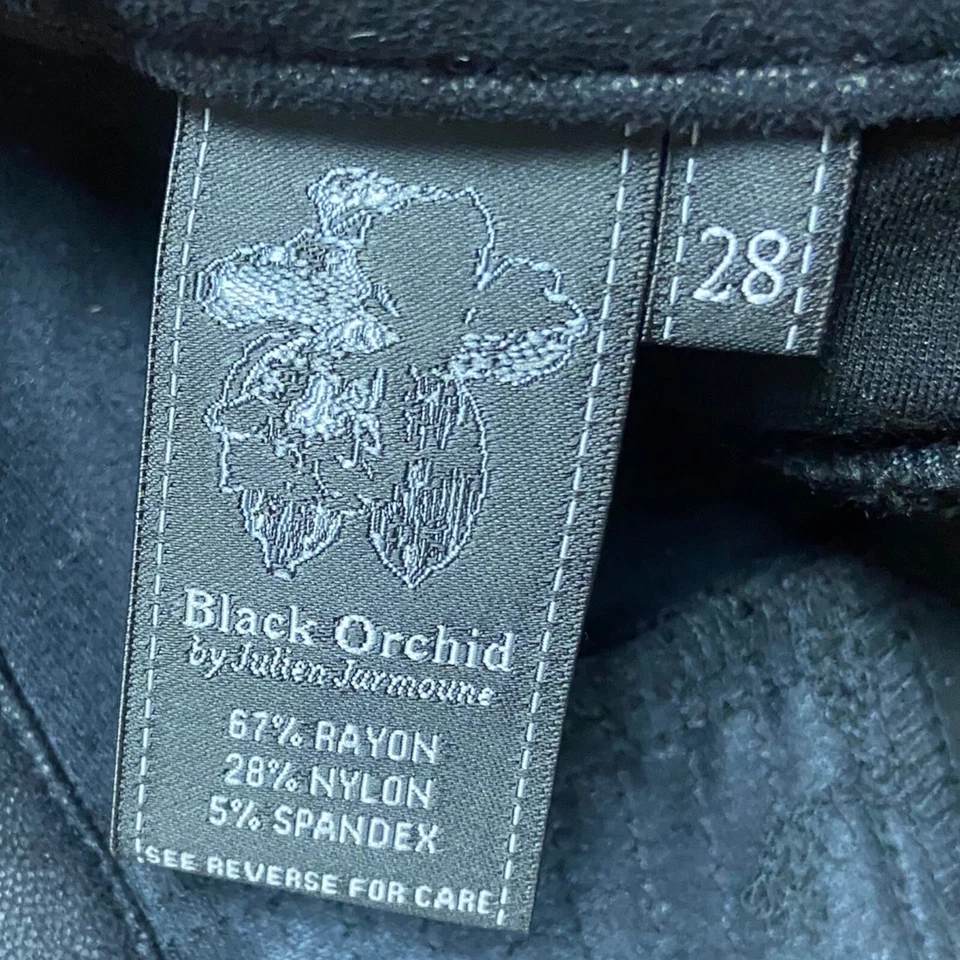 28
Black Orchid
by Julien Jarmoune
67% RAYON
28% NYLON
5% SPANDEX
SEE REVERSE FOR CARE